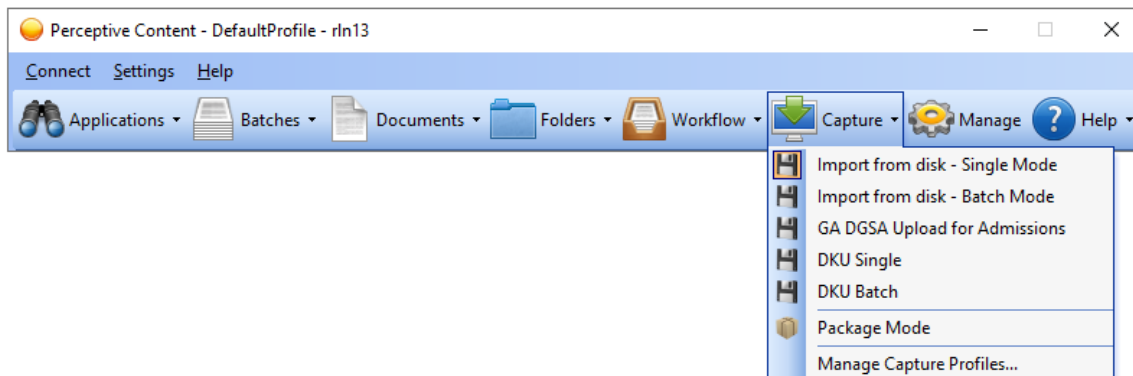 Perceptive Content - DefaultProfile - rln13
Connect Settings Help
Applications Batches Documents Folders Workflow Capture Manage Help
Import from disk - Single Mode
Import from disk - Batch Mode
GA DGSA Upload for Admissions
DKU Single
DKU Batch
Package Mode
Manage Capture Profiles...